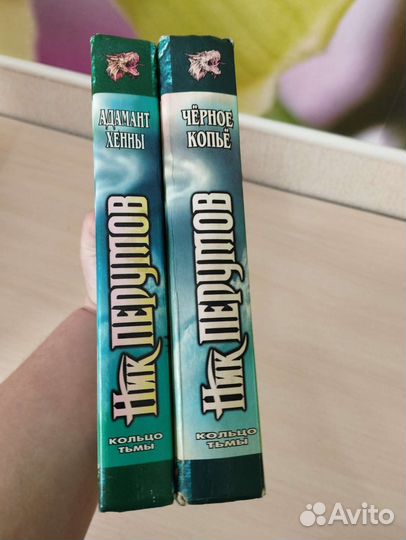 АДАМАНТ
ХЕННЫ
Ник ПЕРУМОВ
КОЛЬЦО
ТЬМЫ
ЧЁРНОЕ
КОПЬЁ
Ник ПЕРУМОВ
КОЛЬЦО
ТЬМЫ
Avito